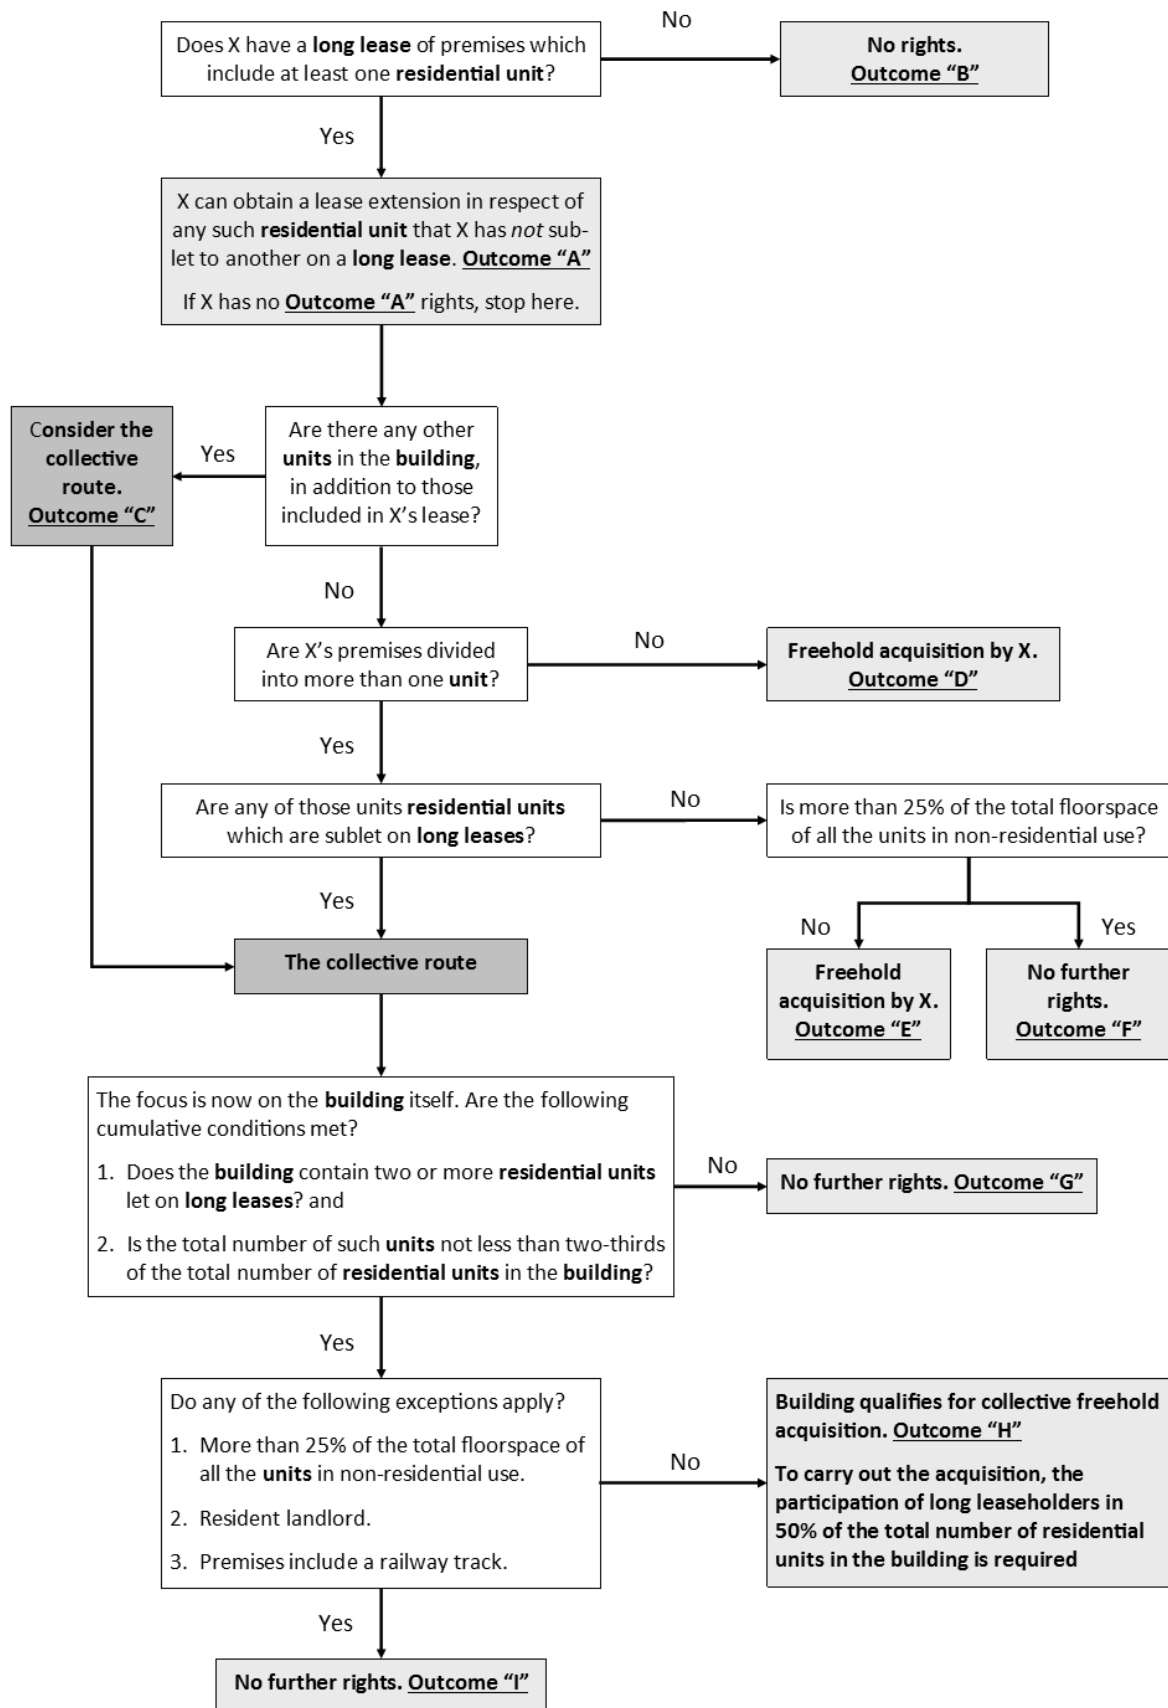 Does X have a long lease of premises which
include at least one residential unit?
No
No rights.
Outcome “B”
Yes
X can obtain a lease extension in respect of
any such residential unit that X has not sub-
let to another on a long lease. Outcome “A”
If X has no Outcome “A” rights, stop here.
Consider the
collective
route.
Outcome “C”
Yes
Are there any other
units in the building,
in addition to those
included in X’s lease?
No
Are X’s premises divided
into more than one unit?
No
Freehold acquisition by X.
Outcome “D”
Yes
Are any of those units residential units
which are sublet on long leases?
No
Is more than 25% of the total floorspace
of all the units in non-residential use?
Yes
No
Yes
The collective route
Freehold
acquisition by X.
Outcome “E”
No further
rights.
Outcome “F”
The focus is now on the building itself. Are the following
cumulative conditions met?
1. Does the building contain two or more residential units
let on long leases? and
2. Is the total number of such units not less than two-thirds
of the total number of residential units in the building?
No
No further rights. Outcome “G”
Yes
Do any of the following exceptions apply?
1. More than 25% of the total floorspace of
all the units in non-residential use.
2. Resident landlord.
3. Premises include a railway track.
No
Building qualifies for collective freehold
acquisition. Outcome “H”
To carry out the acquisition, the
participation of long leaseholders in
50% of the total number of residential
units in the building is required
Yes
No further rights. Outcome “I”